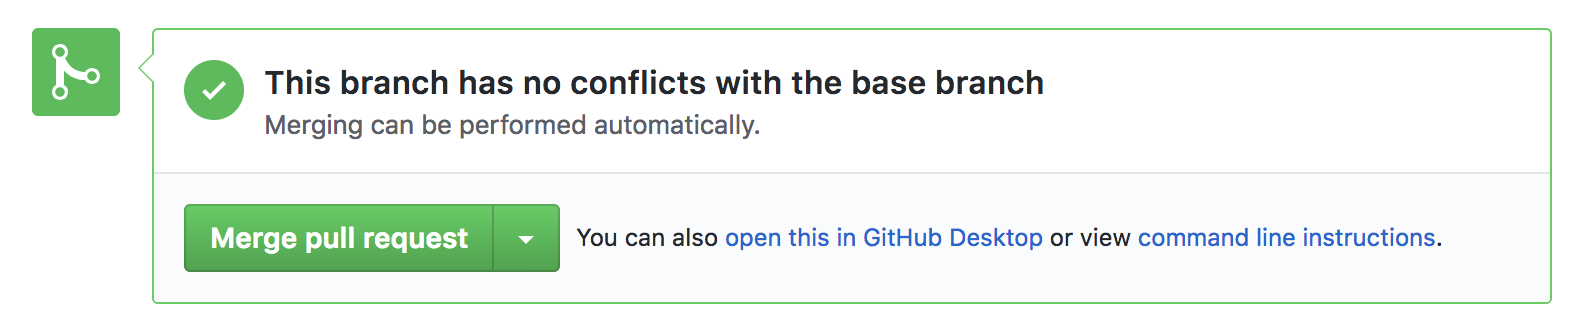 This branch has no conflicts with the base branch
Merging can be performed automatically.
Merge pull request
You can also open this in GitHub Desktop or view command line instructions.